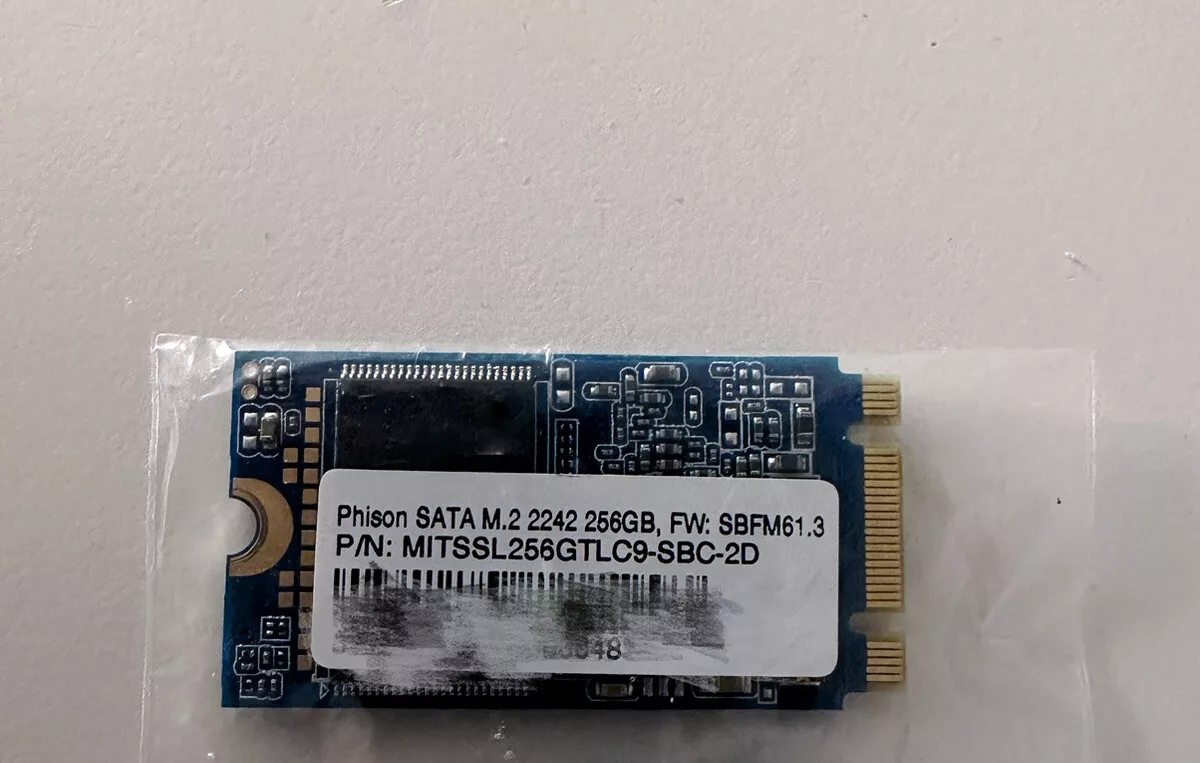 Phison SATA M.2 2242 256GB, FW: SBFM61.3
P/N: MITSSL256GTLC9-SBC-2D